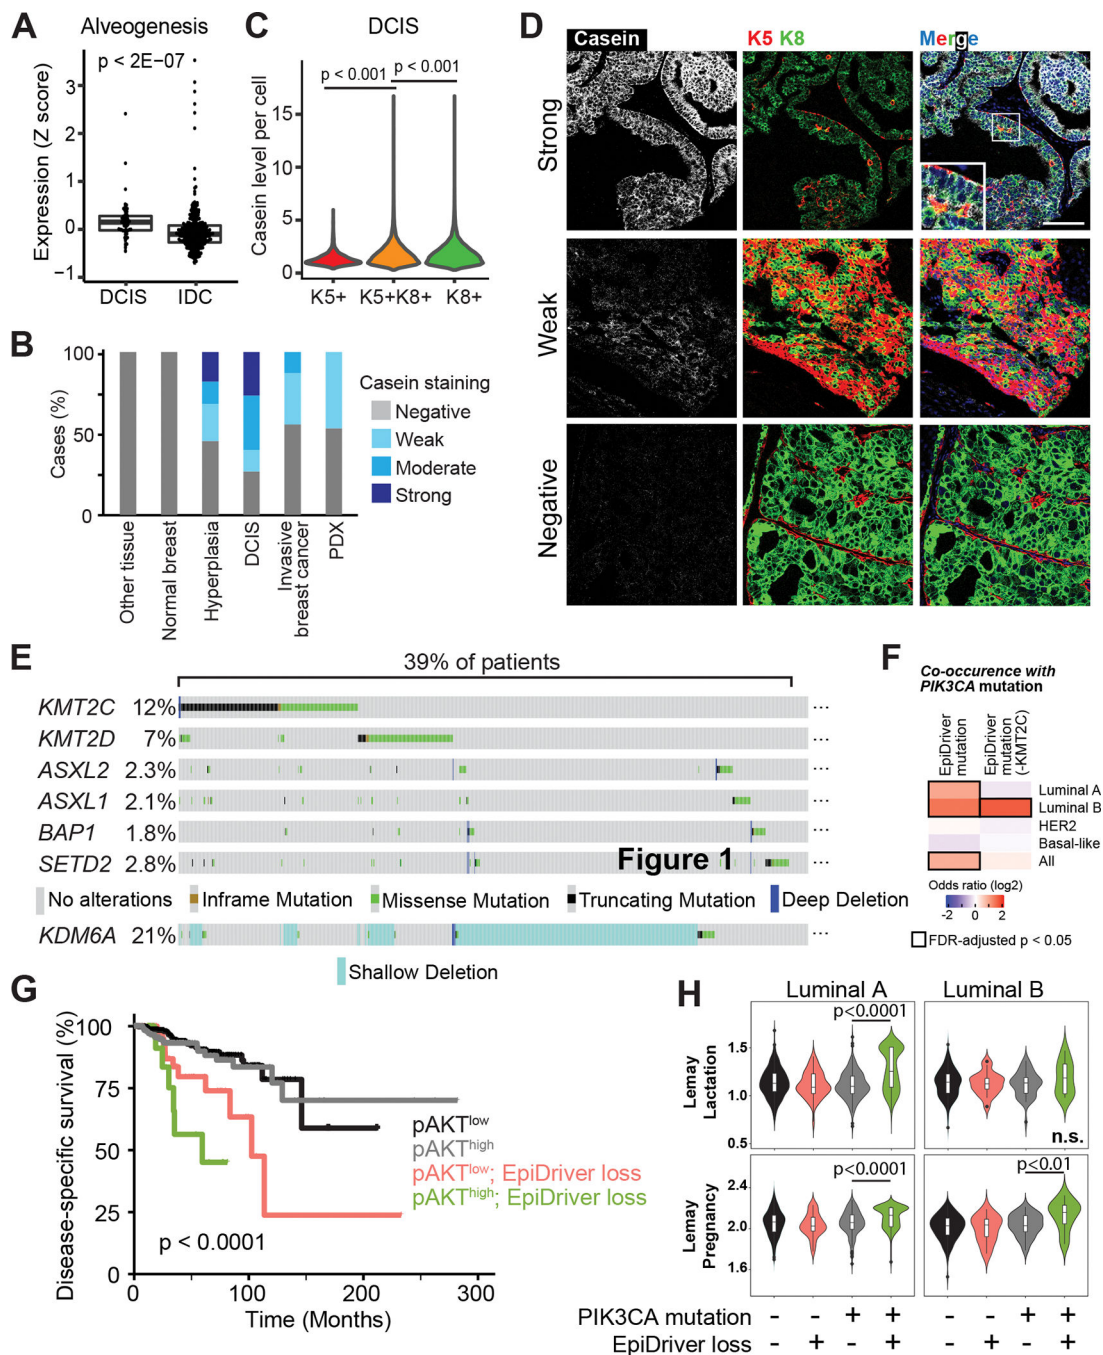 A
Alveogenesis
p < 2E−07
Expression (Z score)
3
2
1
0
−1
DCIS
IDC
C
DCIS
p < 0.001
p < 0.001
Casein level per cell
15
10
5
0
K5+
K5+K8+
K8+
D
Casein
K5 K8
Merge
Strong
Weak
Negative
B
Cases (%)
100
50
0
Other tissue
Normal breast
Hyperplasia
DCIS
Invasive
breast cancer
PDX
Casein staining
Negative
Weak
Moderate
Strong
E
39% of patients
KMT2C 12% ...
KMT2D 7% ...
ASXL2 2.3% ...
ASXL1 2.1% ...
BAP1 1.8% ...
SETD2 2.8% ...
Figure 1
No alterations
Inframe Mutation
Missense Mutation
Truncating Mutation
Deep Deletion
KDM6A 21% ...
Shallow Deletion
F
Co-occurence with
PIK3CA mutation
EpiDriver
mutation
EpiDriver
mutation
(-KMT2C)
Luminal A
Luminal B
HER2
Basal-like
All
Odds ratio (log2)
-2 0 2
FDR-adjusted p < 0.05
G
Disease-specific survival (%)
100
75
50
25
0
pAKTlow
pAKThigh
pAKTlow; EpiDriver loss
pAKThigh; EpiDriver loss
p < 0.0001
0 100 200 300
Time (Months)
H
Luminal A
Luminal B
p<0.0001
Lemay
Lactation
1.5
1.0
0.5
n.s.
p<0.0001
p<0.01
Lemay
Pregnancy
2.4
2.0
1.6
PIK3CA mutation - - + + - - + +
EpiDriver loss - + - + - + - +